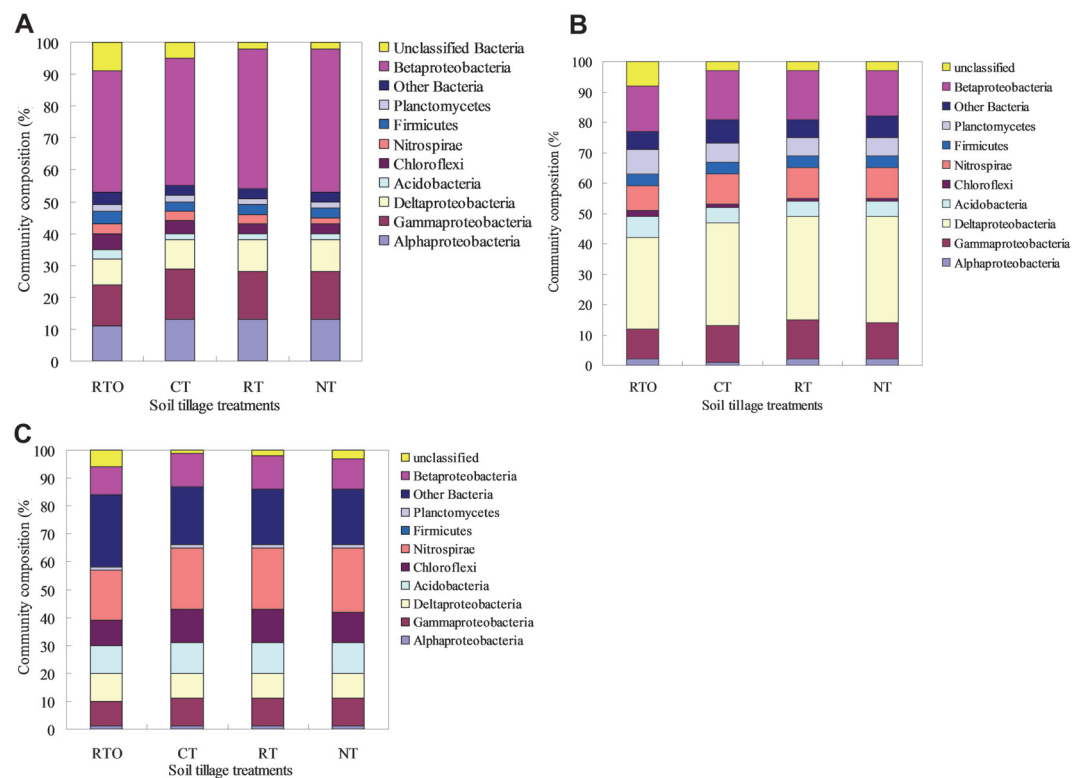 A
Community composition (%
100
90
80
70
60
50
40
30
20
10
0
RTO CT RT NT
Soil tillage treatments
Unclassified Bacteria
Betaproteobacteria
Other Bacteria
Planctomycetes
Firmicutes
Nitrospirae
Chloroflexi
Acidobacteria
Deltaproteobacteria
Gammaproteobacteria
Alphaproteobacteria
B
Community composition (%
100
90
80
70
60
50
40
30
20
10
0
RTO CT RT NT
Soil tillage treatments
unclassified
Betaproteobacteria
Other Bacteria
Planctomycetes
Firmicutes
Nitrospirae
Chloroflexi
Acidobacteria
Deltaproteobacteria
Gammaproteobacteria
Alphaproteobacteria
C
Community composition (%
100
90
80
70
60
50
40
30
20
10
0
RTO CT RT NT
Soil tillage treatments
unclassified
Betaproteobacteria
Other Bacteria
Planctomycetes
Firmicutes
Nitrospirae
Chloroflexi
Acidobacteria
Deltaproteobacteria
Gammaproteobacteria
Alphaproteobacteria